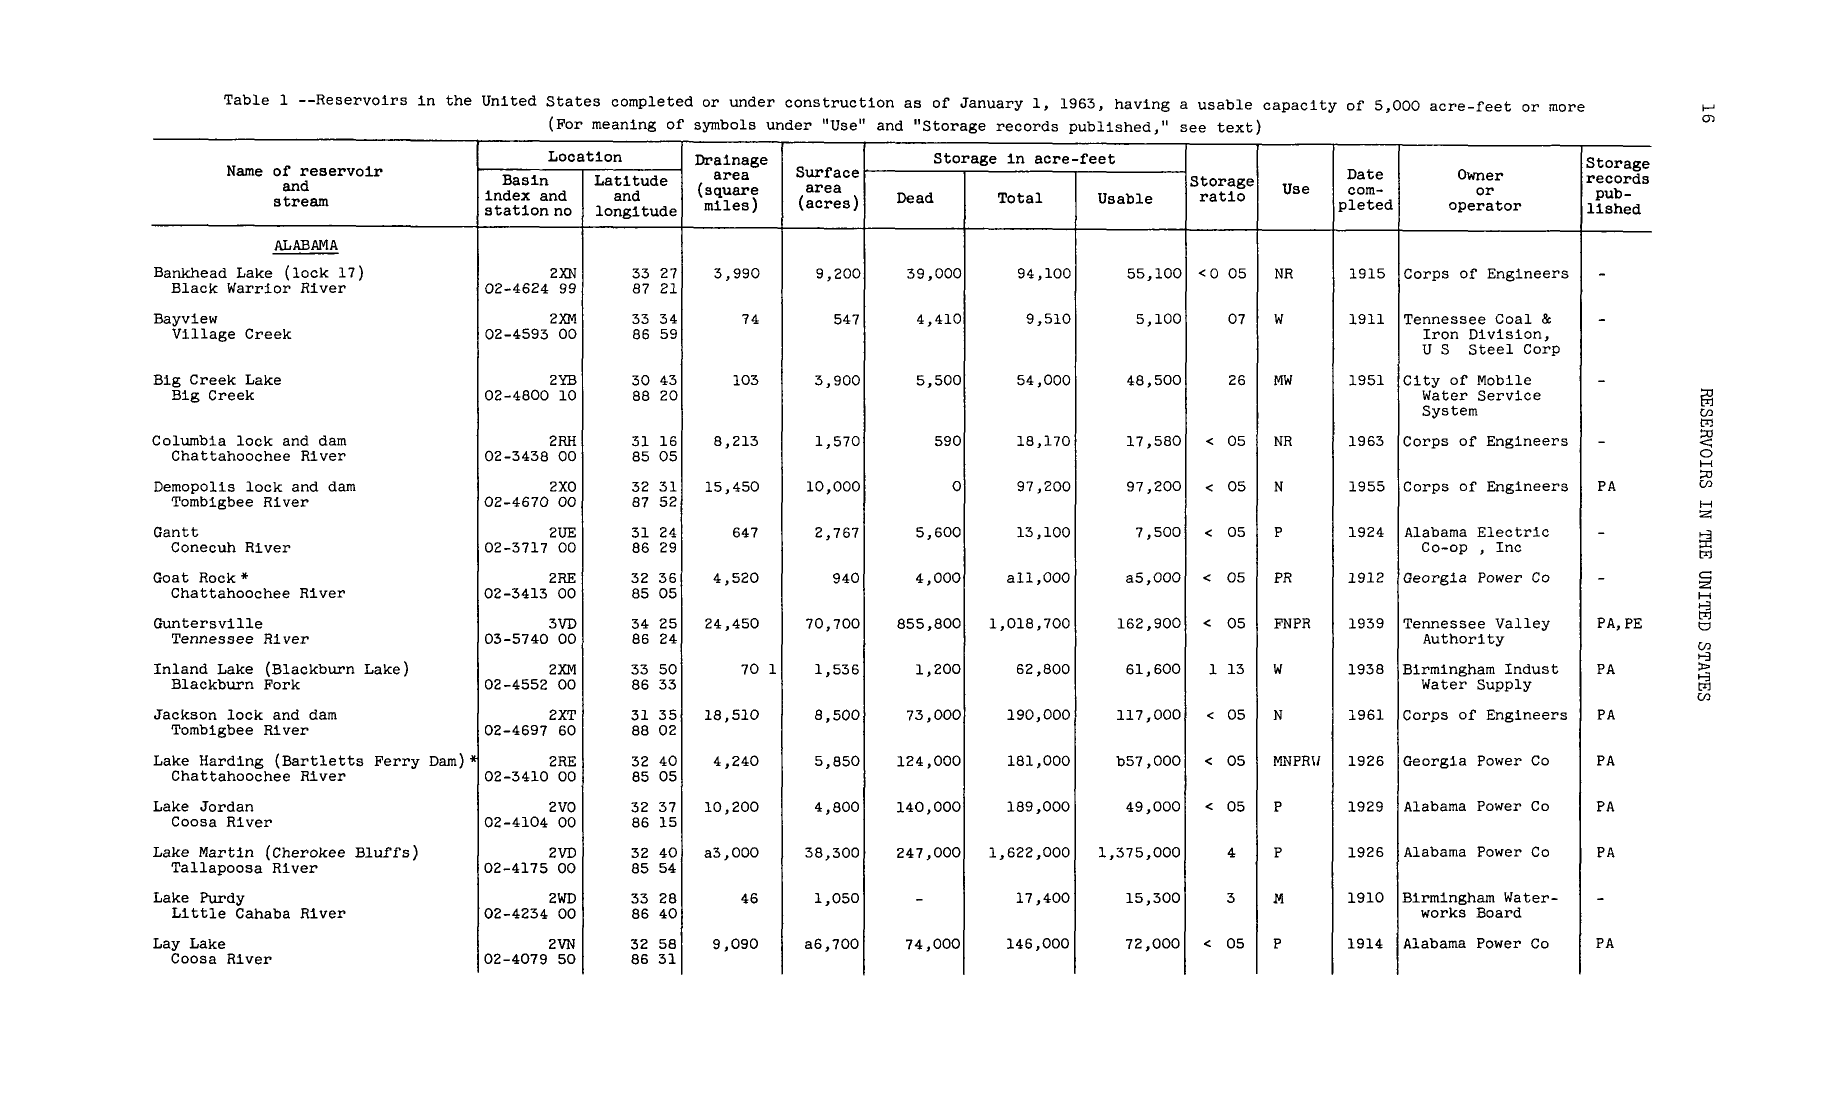 Table 1 --Reservoirs in the United States completed or under construction as of January 1, 1963, having a usable capacity of 5,000 acre-feet or more
(For meaning of symbols under "Use" and "Storage records published," see text)
Name of reservoir and stream | Location: Basin index and station no | Location: Latitude and longitude | Drainage area (square miles) | Surface area (acres) | Storage in acre-feet: Dead | Total | Usable | Storage ratio | Use | Date com-pleted | Owner or operator | Storage records pub-lished
ALABAMA
Bankhead Lake (lock 17) 2XN 33 27 3,990 9,200 39,000 94,100 55,100 <0 05 NR 1915 Corps of Engineers -
Black Warrior River 02-4624 99 87 21
Bayview 2XM 33 34 74 547 4,410 9,510 5,100 07 W 1911 Tennessee Coal & -
Village Creek 02-4593 00 86 59 Iron Division,
U S Steel Corp
Big Creek Lake 2YB 30 43 103 3,900 5,500 54,000 48,500 26 MW 1951 City of Mobile -
Big Creek 02-4800 10 88 20 Water Service
System
Columbia lock and dam 2RH 31 16 8,213 1,570 590 18,170 17,580 < 05 NR 1963 Corps of Engineers -
Chattahoochee River 02-3438 00 85 05
Demopolis lock and dam 2XO 32 31 15,450 10,000 0 97,200 97,200 < 05 N 1955 Corps of Engineers PA
Tombigbee River 02-4670 00 87 52
Gantt 2UE 31 24 647 2,767 5,600 13,100 7,500 < 05 P 1924 Alabama Electric -
Conecuh River 02-3717 00 86 29 Co-op , Inc
Goat Rock * 2RE 32 36 4,520 940 4,000 a11,000 a5,000 < 05 PR 1912 Georgia Power Co -
Chattahoochee River 02-3413 00 85 05
Guntersville 3VD 34 25 24,450 70,700 855,800 1,018,700 162,900 < 05 FNPR 1939 Tennessee Valley PA,PE
Tennessee River 03-5740 00 86 24 Authority
Inland Lake (Blackburn Lake) 2XM 33 50 70 1 1,536 1,200 62,800 61,600 1 13 W 1938 Birmingham Indust PA
Blackburn Fork 02-4552 00 86 33 Water Supply
Jackson lock and dam 2XT 31 35 18,510 8,500 73,000 190,000 117,000 < 05 N 1961 Corps of Engineers PA
Tombigbee River 02-4697 60 88 02
Lake Harding (Bartletts Ferry Dam) * 2RE 32 40 4,240 5,850 124,000 181,000 b57,000 < 05 MNPRW 1926 Georgia Power Co PA
Chattahoochee River 02-3410 00 85 05
Lake Jordan 2VO 32 37 10,200 4,800 140,000 189,000 49,000 < 05 P 1929 Alabama Power Co PA
Coosa River 02-4104 00 86 15
Lake Martin (Cherokee Bluffs) 2VD 32 40 a3,000 38,300 247,000 1,622,000 1,375,000 4 P 1926 Alabama Power Co PA
Tallapoosa River 02-4175 00 85 54
Lake Purdy 2WD 33 28 46 1,050 - 17,400 15,300 3 M 1910 Birmingham Water- -
Little Cahaba River 02-4234 00 86 40 works Board
Lay Lake 2VN 32 58 9,090 a6,700 74,000 146,000 72,000 < 05 P 1914 Alabama Power Co PA
Coosa River 02-4079 50 86 31
16
RESERVOIRS IN THE UNITED STATES